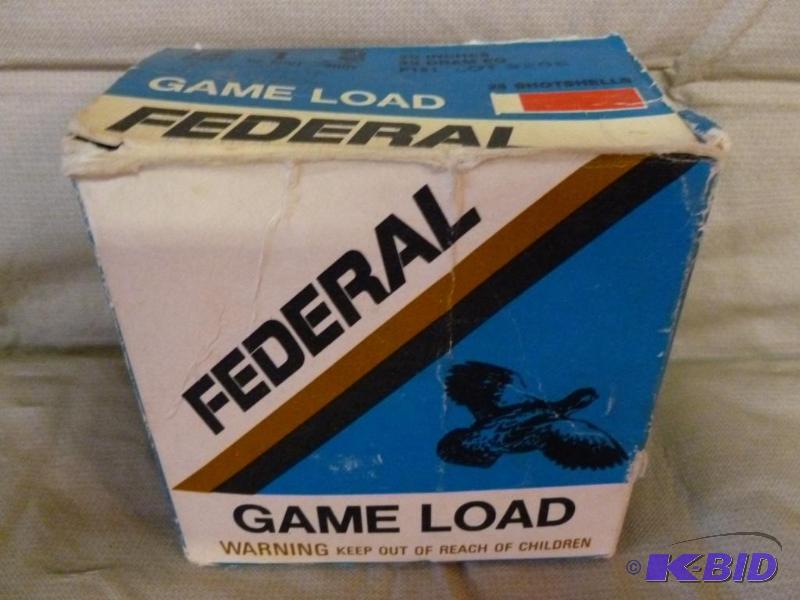 GAME LOAD
25 SHOTSHELLS
FEDERAL
FEDERAL
GAME LOAD
WARNING KEEP OUT OF REACH OF CHILDREN
© K-BID